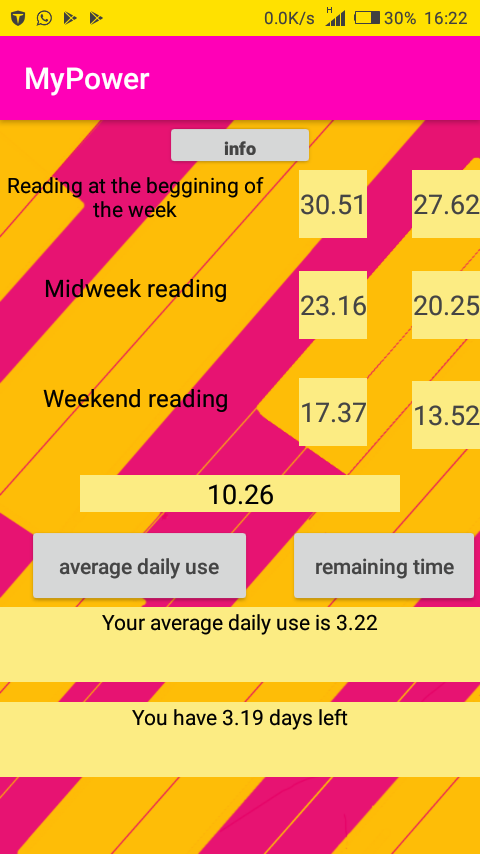 0.0K/s H 30% 16:22
MyPower
info
Reading at the beggining of
the week
30.51 27.62
Midweek reading 23.16 20.25
Weekend reading 17.37 13.52
10.26
average daily use remaining time
Your average daily use is 3.22
You have 3.19 days left